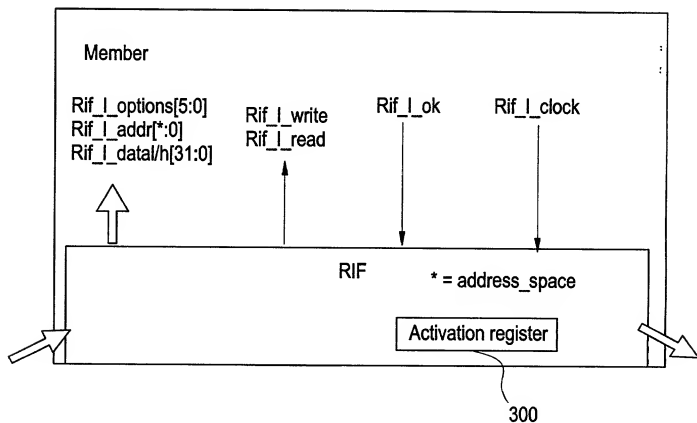 Member
Rif_I_options[5:0]
Rif_I_addr[*:0]
Rif_I_datal/h[31:0]
Rif_I_write
Rif_I_read
Rif_I_ok
Rif_I_clock
RIF
* = address_space
Activation register
300